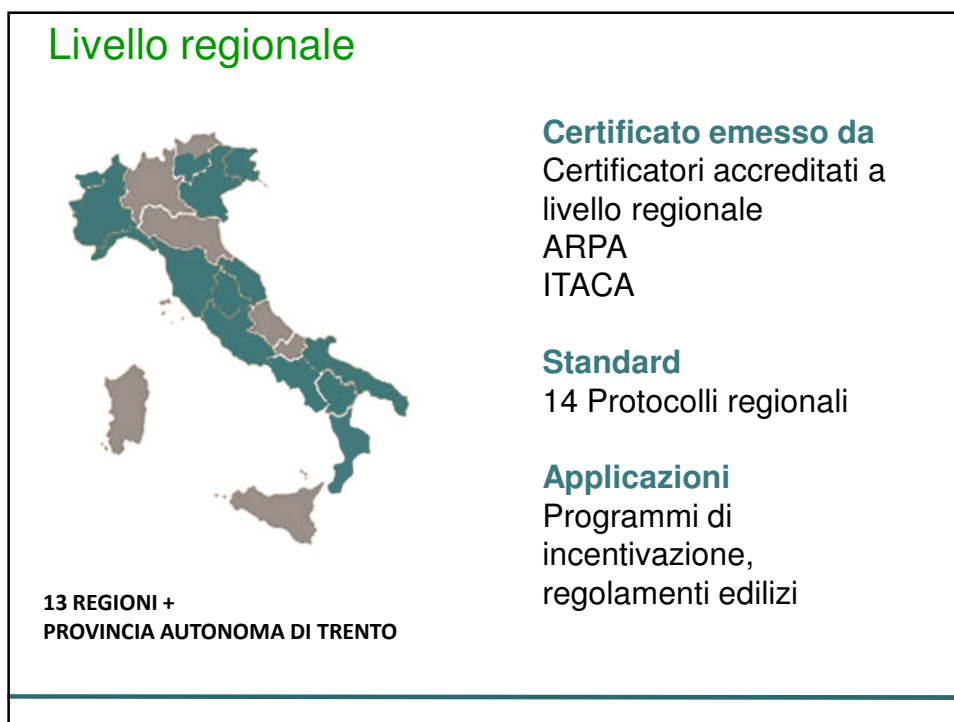 Livello regionale
Certificato emesso da
Certificatori accreditati a
livello regionale
ARPA
ITACA
Standard
14 Protocolli regionali
Applicazioni
Programmi di
incentivazione,
regolamenti edilizi
13 REGIONI +
PROVINCIA AUTONOMA DI TRENTO